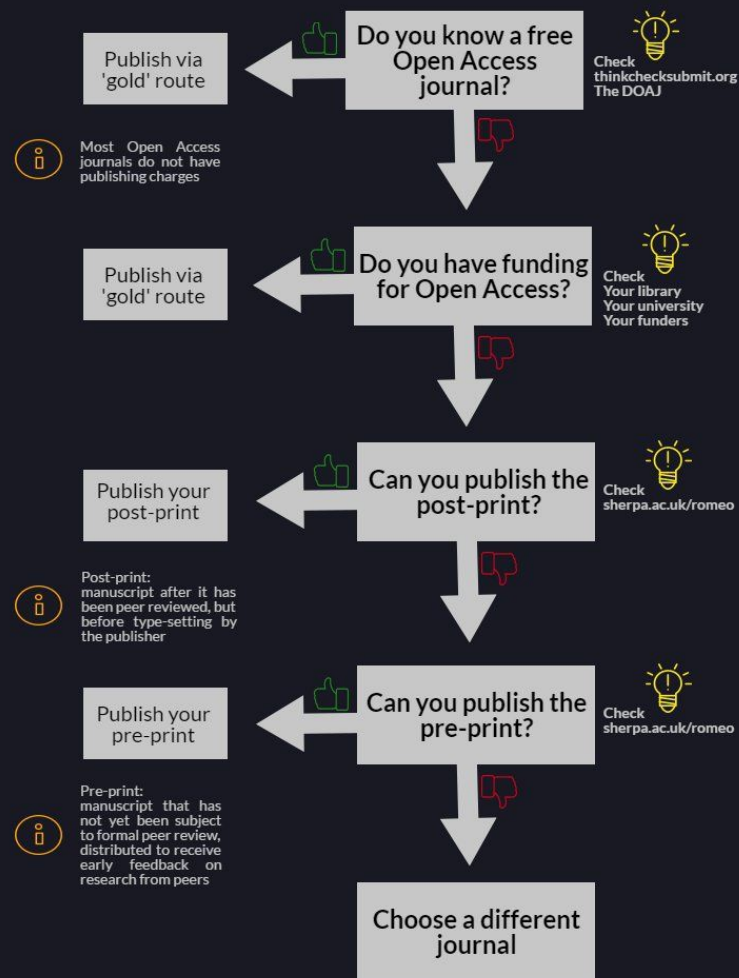 Publish via
'gold' route
Do you know a free
Open Access
journal?
Check
thinkchecksubmit.org
The DOAJ
Most Open Access
journals do not have
publishing charges
Publish via
'gold' route
Do you have funding
for Open Access?
Check
Your library
Your university
Your funders
Publish your
post-print
Can you publish the
post-print?
Check
sherpa.ac.uk/romeo
Post-print:
manuscript after it has
been peer reviewed, but
before type-setting by
the publisher
Publish your
pre-print
Can you publish the
pre-print?
Check
sherpa.ac.uk/romeo
Pre-print:
manuscript that has
not yet been subject
to formal peer review,
distributed to receive
early feedback on
research from peers
Choose a different
journal